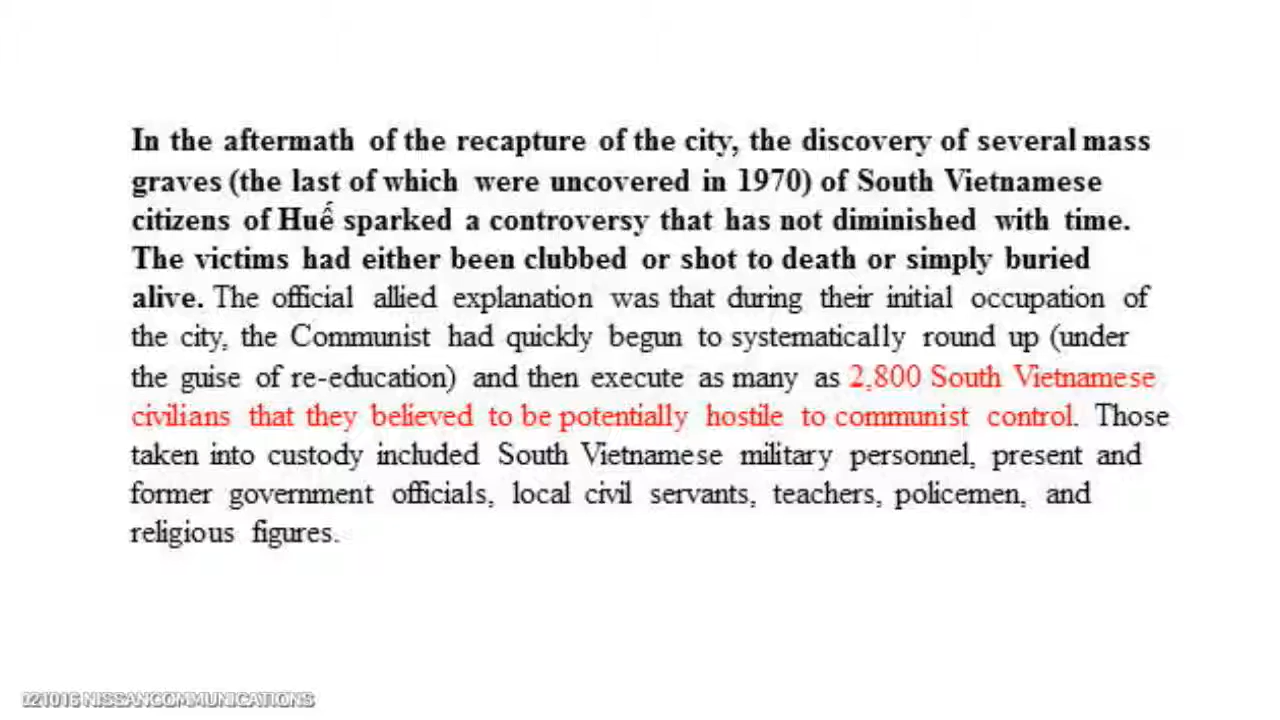 In the aftermath of the recapture of the city, the discovery of several mass
graves (the last of which were uncovered in 1970) of South Vietnamese
citizens of Huế sparked a controversy that has not diminished with time.
The victims had either been clubbed or shot to death or simply buried
alive. The official allied explanation was that during their initial occupation of
the city, the Communist had quickly begun to systematically round up (under
the guise of re-education) and then execute as many as 2,800 South Vietnamese
civilians that they believed to be potentially hostile to communist control. Those
taken into custody included South Vietnamese military personnel, present and
former government officials, local civil servants, teachers, policemen, and
religious figures.
021016 NISSANCOMMUNICATIONS